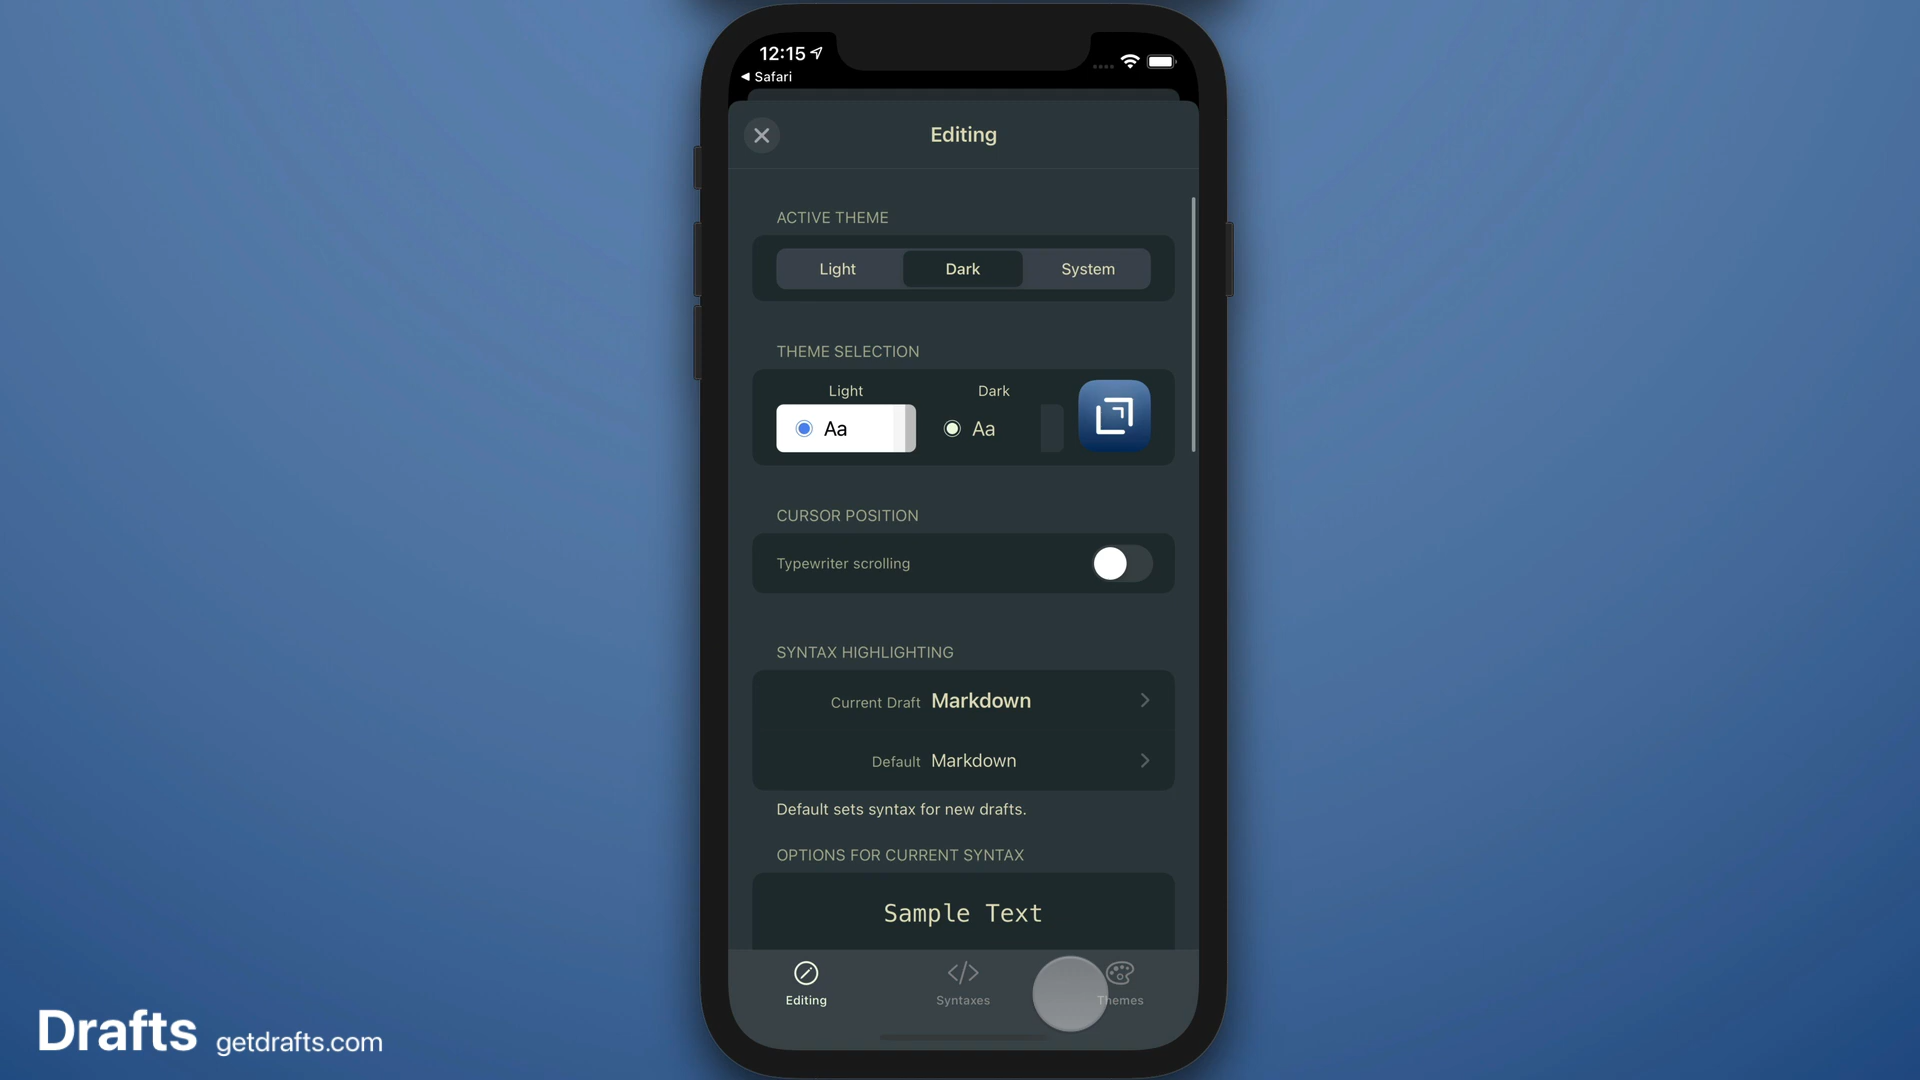 12:15
◀ Safari
Editing
ACTIVE THEME
Light Dark System
THEME SELECTION
Light Dark
Aa Aa
CURSOR POSITION
Typewriter scrolling
SYNTAX HIGHLIGHTING
Current Draft Markdown
Default Markdown
Default sets syntax for new drafts.
OPTIONS FOR CURRENT SYNTAX
Sample Text
Editing </> Syntaxes Themes
Drafts getdrafts.com